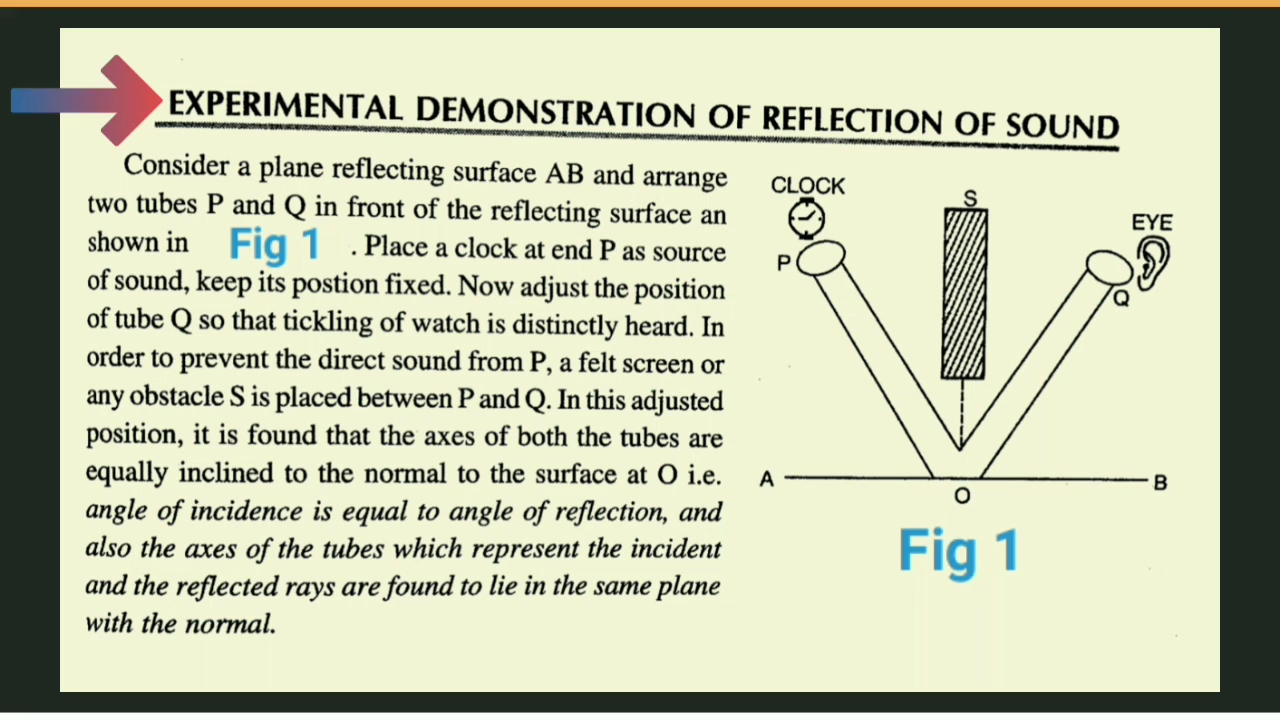 EXPERIMENTAL DEMONSTRATION OF REFLECTION OF SOUND
Consider a plane reflecting surface AB and arrange
two tubes P and Q in front of the reflecting surface an
shown in Fig 1 . Place a clock at end P as source
of sound, keep its postion fixed. Now adjust the position
of tube Q so that tickling of watch is distinctly heard. In
order to prevent the direct sound from P, a felt screen or
any obstacle S is placed between P and Q. In this adjusted
position, it is found that the axes of both the tubes are
equally inclined to the normal to the surface at O i.e.
angle of incidence is equal to angle of reflection, and
also the axes of the tubes which represent the incident
and the reflected rays are found to lie in the same plane
with the normal.
CLOCK
S
EYE
P
Q
A
B
O
Fig 1